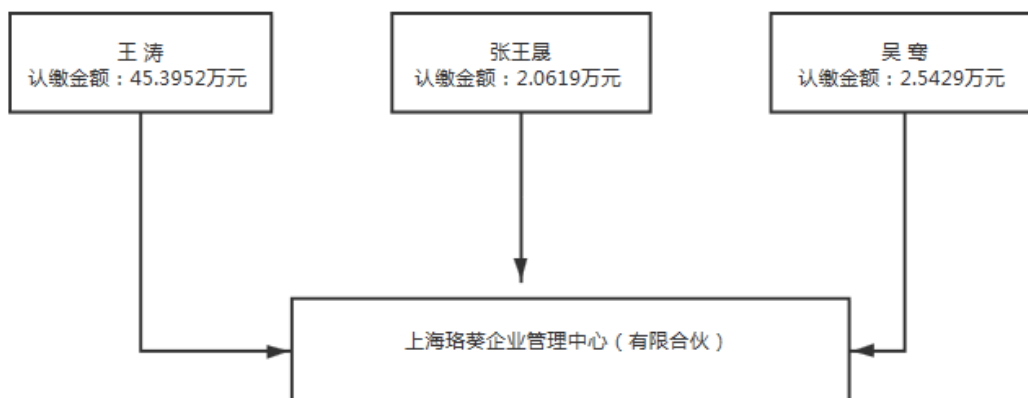 王 涛
认缴金额：45.3952万元
张王晟
认缴金额：2.0619万元
吴 骞
认缴金额：2.5429万元
上海珞葵企业管理中心（有限合伙）